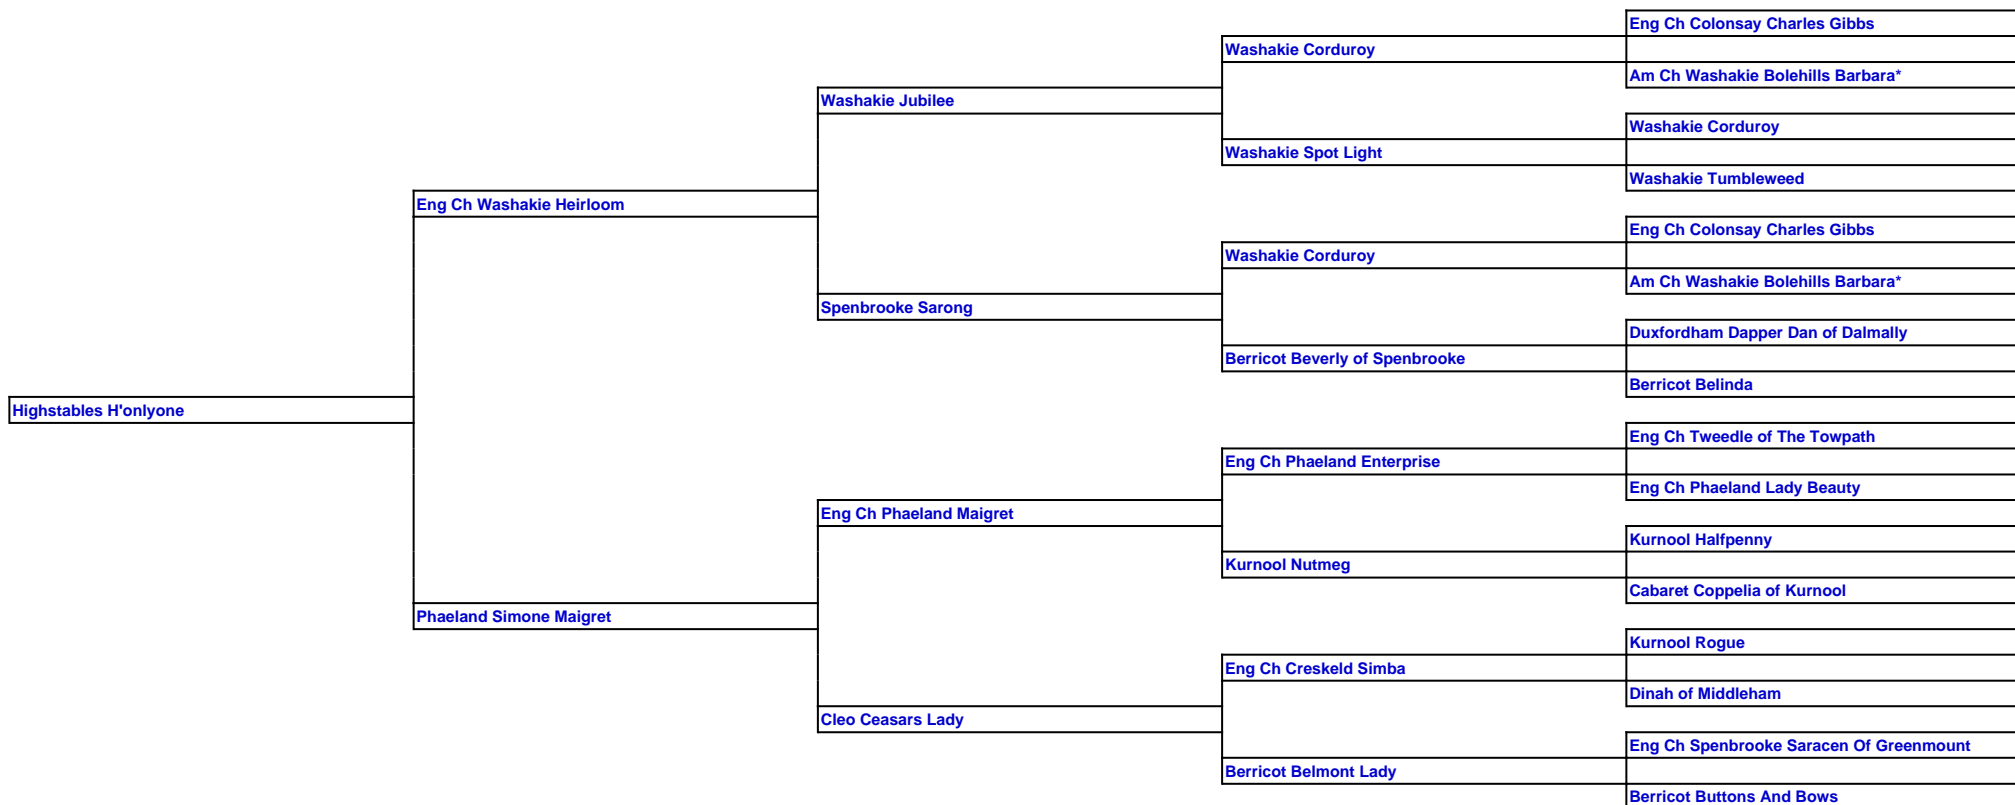 Eng Ch Colonsay Charles Gibbs
Washakie Corduroy
Am Ch Washakie Bolehills Barbara*
Washakie Jubilee
Washakie Corduroy
Washakie Spot Light
Washakie Tumbleweed
Eng Ch Washakie Heirloom
Eng Ch Colonsay Charles Gibbs
Washakie Corduroy
Am Ch Washakie Bolehills Barbara*
Spenbrooke Sarong
Duxfordham Dapper Dan of Dalmally
Berricot Beverly of Spenbrooke
Berricot Belinda
Highstables H'onlyone
Eng Ch Tweedle of The Towpath
Eng Ch Phaeland Enterprise
Eng Ch Phaeland Lady Beauty
Eng Ch Phaeland Maigret
Kurnool Halfpenny
Kurnool Nutmeg
Cabaret Coppelia of Kurnool
Phaeland Simone Maigret
Kurnool Rogue
Eng Ch Creskeld Simba
Dinah of Middleham
Cleo Ceasars Lady
Eng Ch Spenbrooke Saracen Of Greenmount
Berricot Belmont Lady
Berricot Buttons And Bows